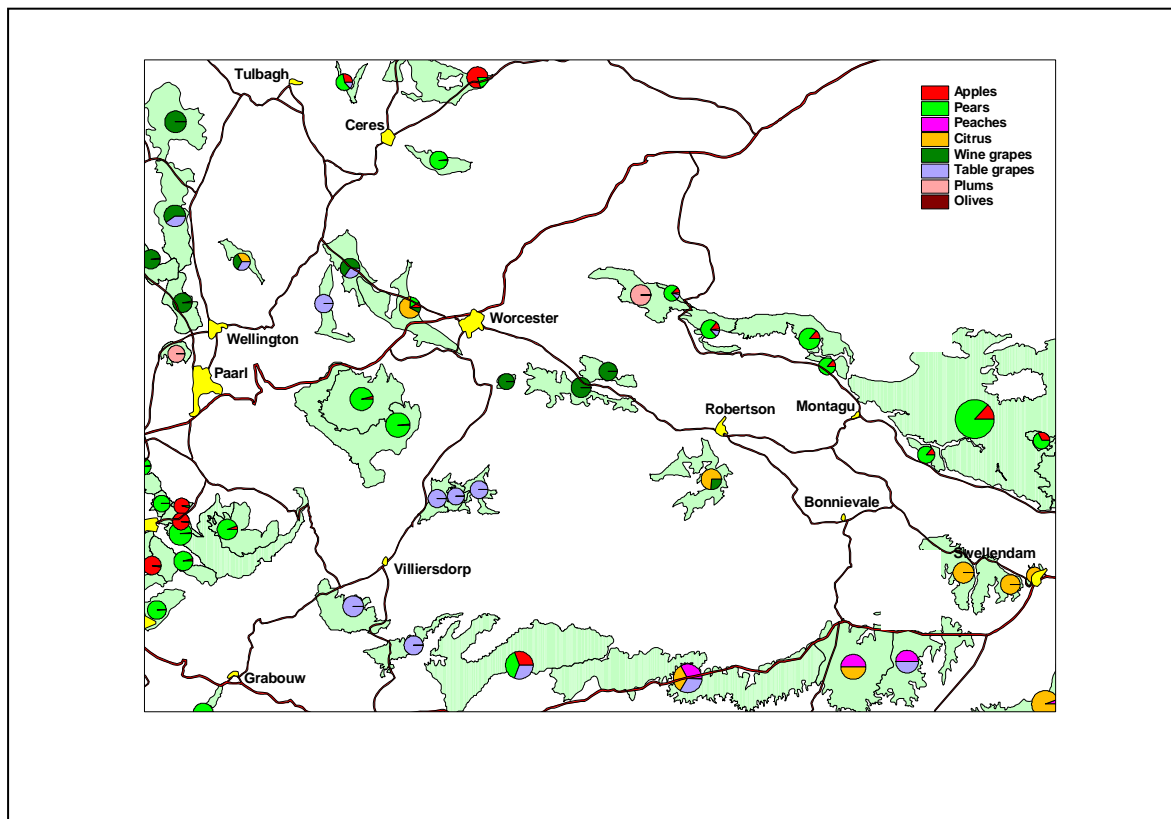 Tulbagh
Ceres
Apples
Pears
Peaches
Citrus
Wine grapes
Table grapes
Plums
Olives
Worcester
Wellington
Paarl
Robertson
Montagu
Bonnievale
Swellendam
Villiersdorp
Grabouw